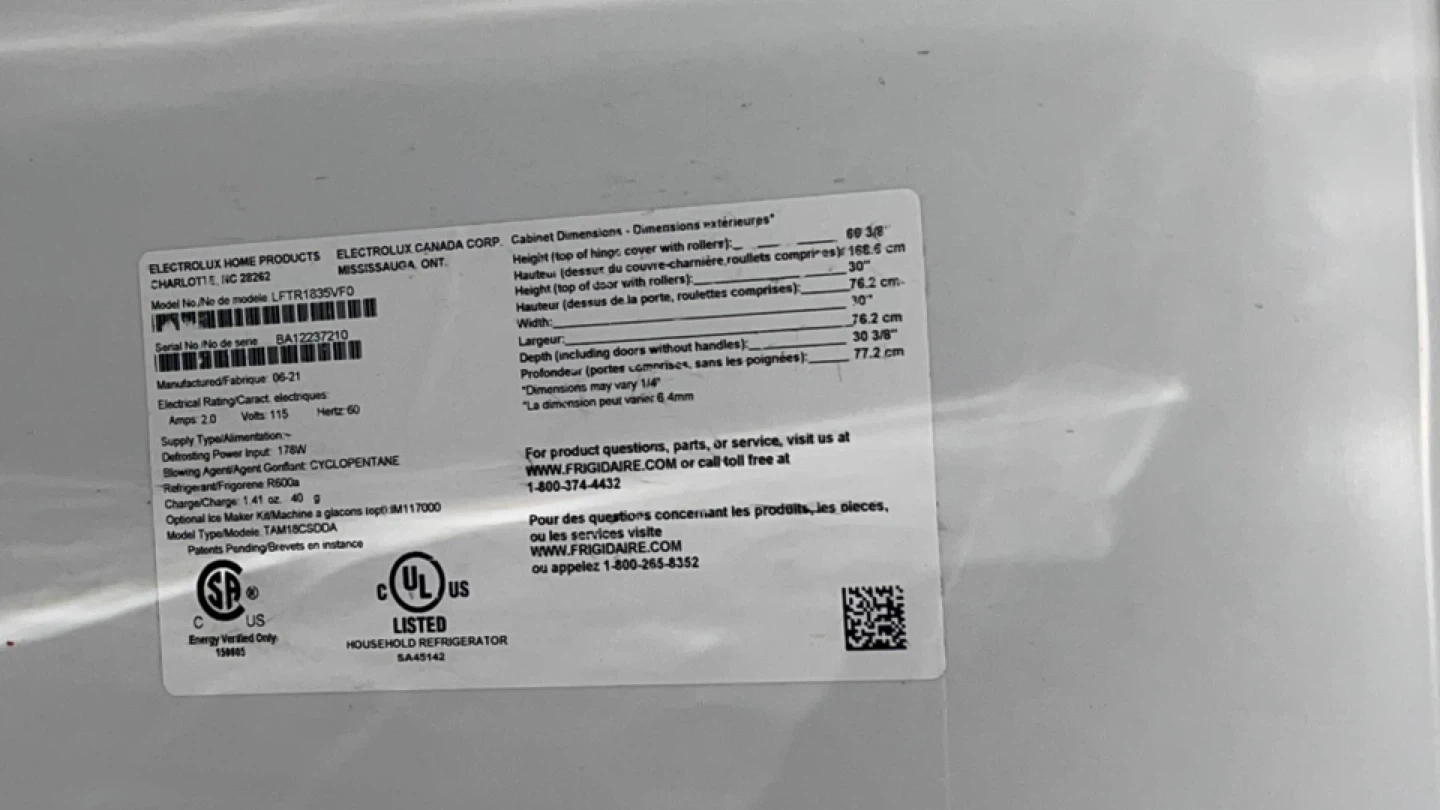 ELECTROLUX HOME PRODUCTS
CHARLOTTE, NC 28262
ELECTROLUX CANADA CORP.
MISSISSAUGA, ONT.
Model No./No de modele LFTR1835VF0
Serial No /No de serie BA12237210
Manufactured/Fabrique: 06-21
Electrical Rating/Caract. electriques:
Amps: 2.0 Volts: 115 Hertz: 60
Supply Type/Alimentation:~
Defrosting Power Input: 178W
Blowing Agent/Agent Gonflant: CYCLOPENTANE
Refrigerant/Frigorene: R600a
Charge/Charge: 1.41 oz. 40 g
Optional Ice Maker Kit/Machine a glacons (opt):IM117000
Model Type/Modele: TAM18CSDDA
Patents Pending/Brevets en instance
SA ®
C US
Energy Verified Only
C UL US
LISTED
HOUSEHOLD REFRIGERATOR
SA45142
Cabinet Dimensions - Dimensions extérieures*
Height (top of hinge cover with rollers): 3/8"
Hauteur (dessus du couvre-charnière,roullets comprises): cm
Height (top of door with rollers): 30"
Hauteur (dessus de la porte, roulettes comprises): 76.2 cm
Width: 30"
Largeur: 76.2 cm
Depth (including doors without handles): 30 3/8"
Profondeur (portes comprises, sans les poignées): 77.2 cm
*Dimensions may vary 1/4"
*La dimension peut varier 6.4mm
For product questions, parts, or service, visit us at
WWW.FRIGIDAIRE.COM or call toll free at
1-800-374-4432
Pour des questions concernant les produits, les pieces,
ou les services visite
WWW.FRIGIDAIRE.COM
ou appelez 1-800-265-8352